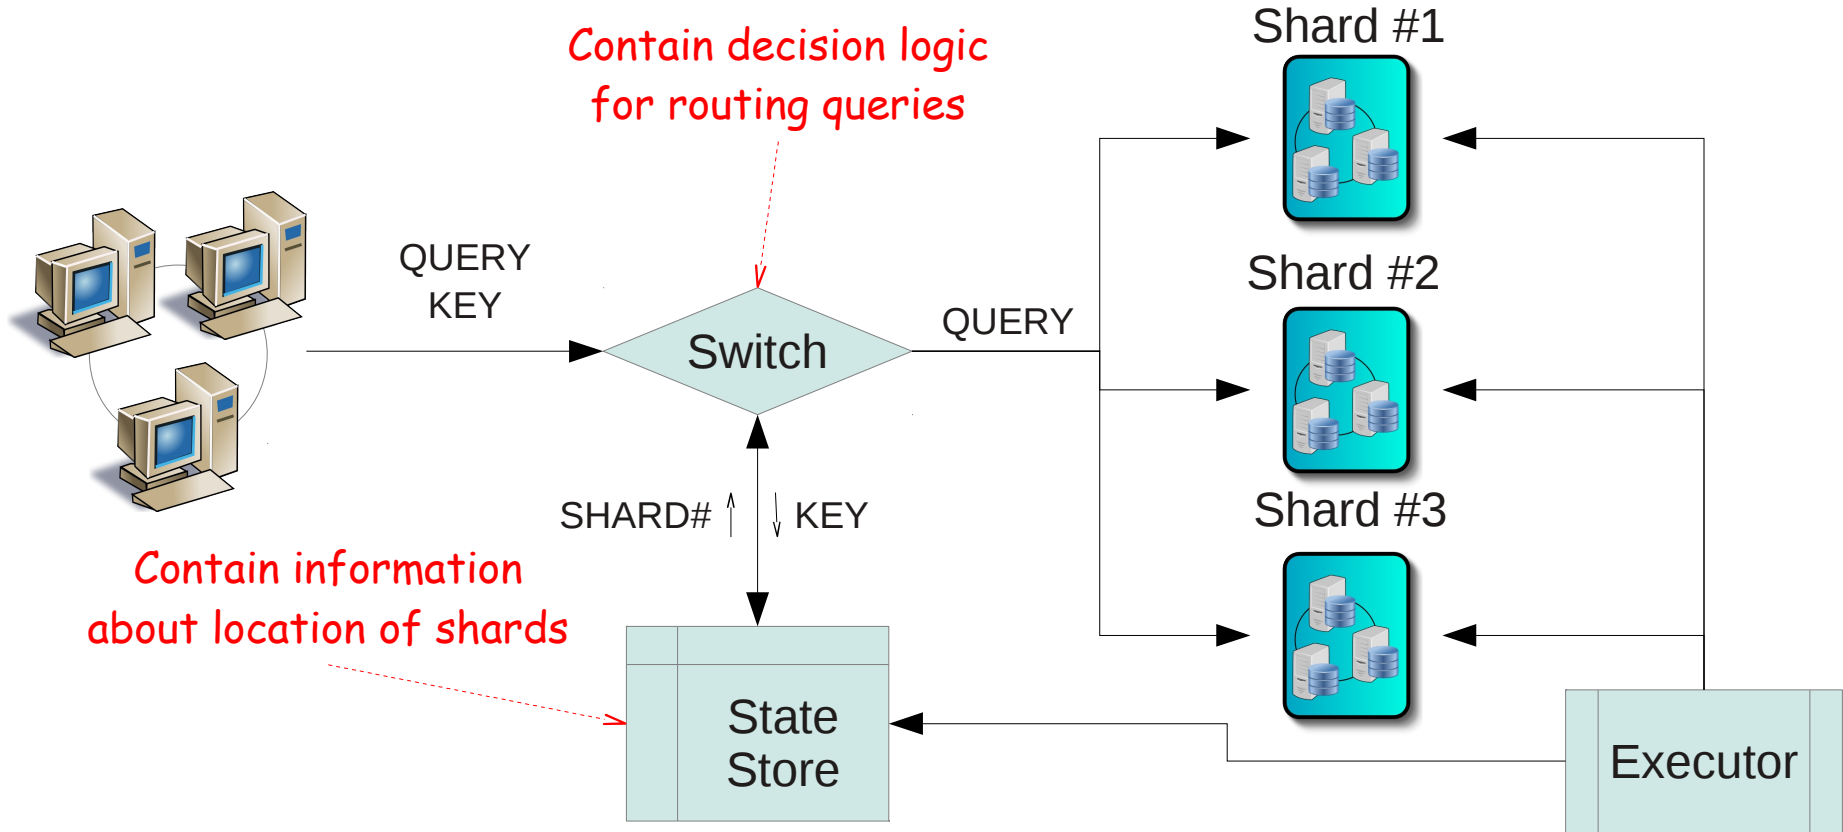 Contain decision logic
for routing queries
Shard #1
QUERY
KEY
Switch
QUERY
Shard #2
SHARD#
KEY
Shard #3
Contain information
about location of shards
State
Store
Executor